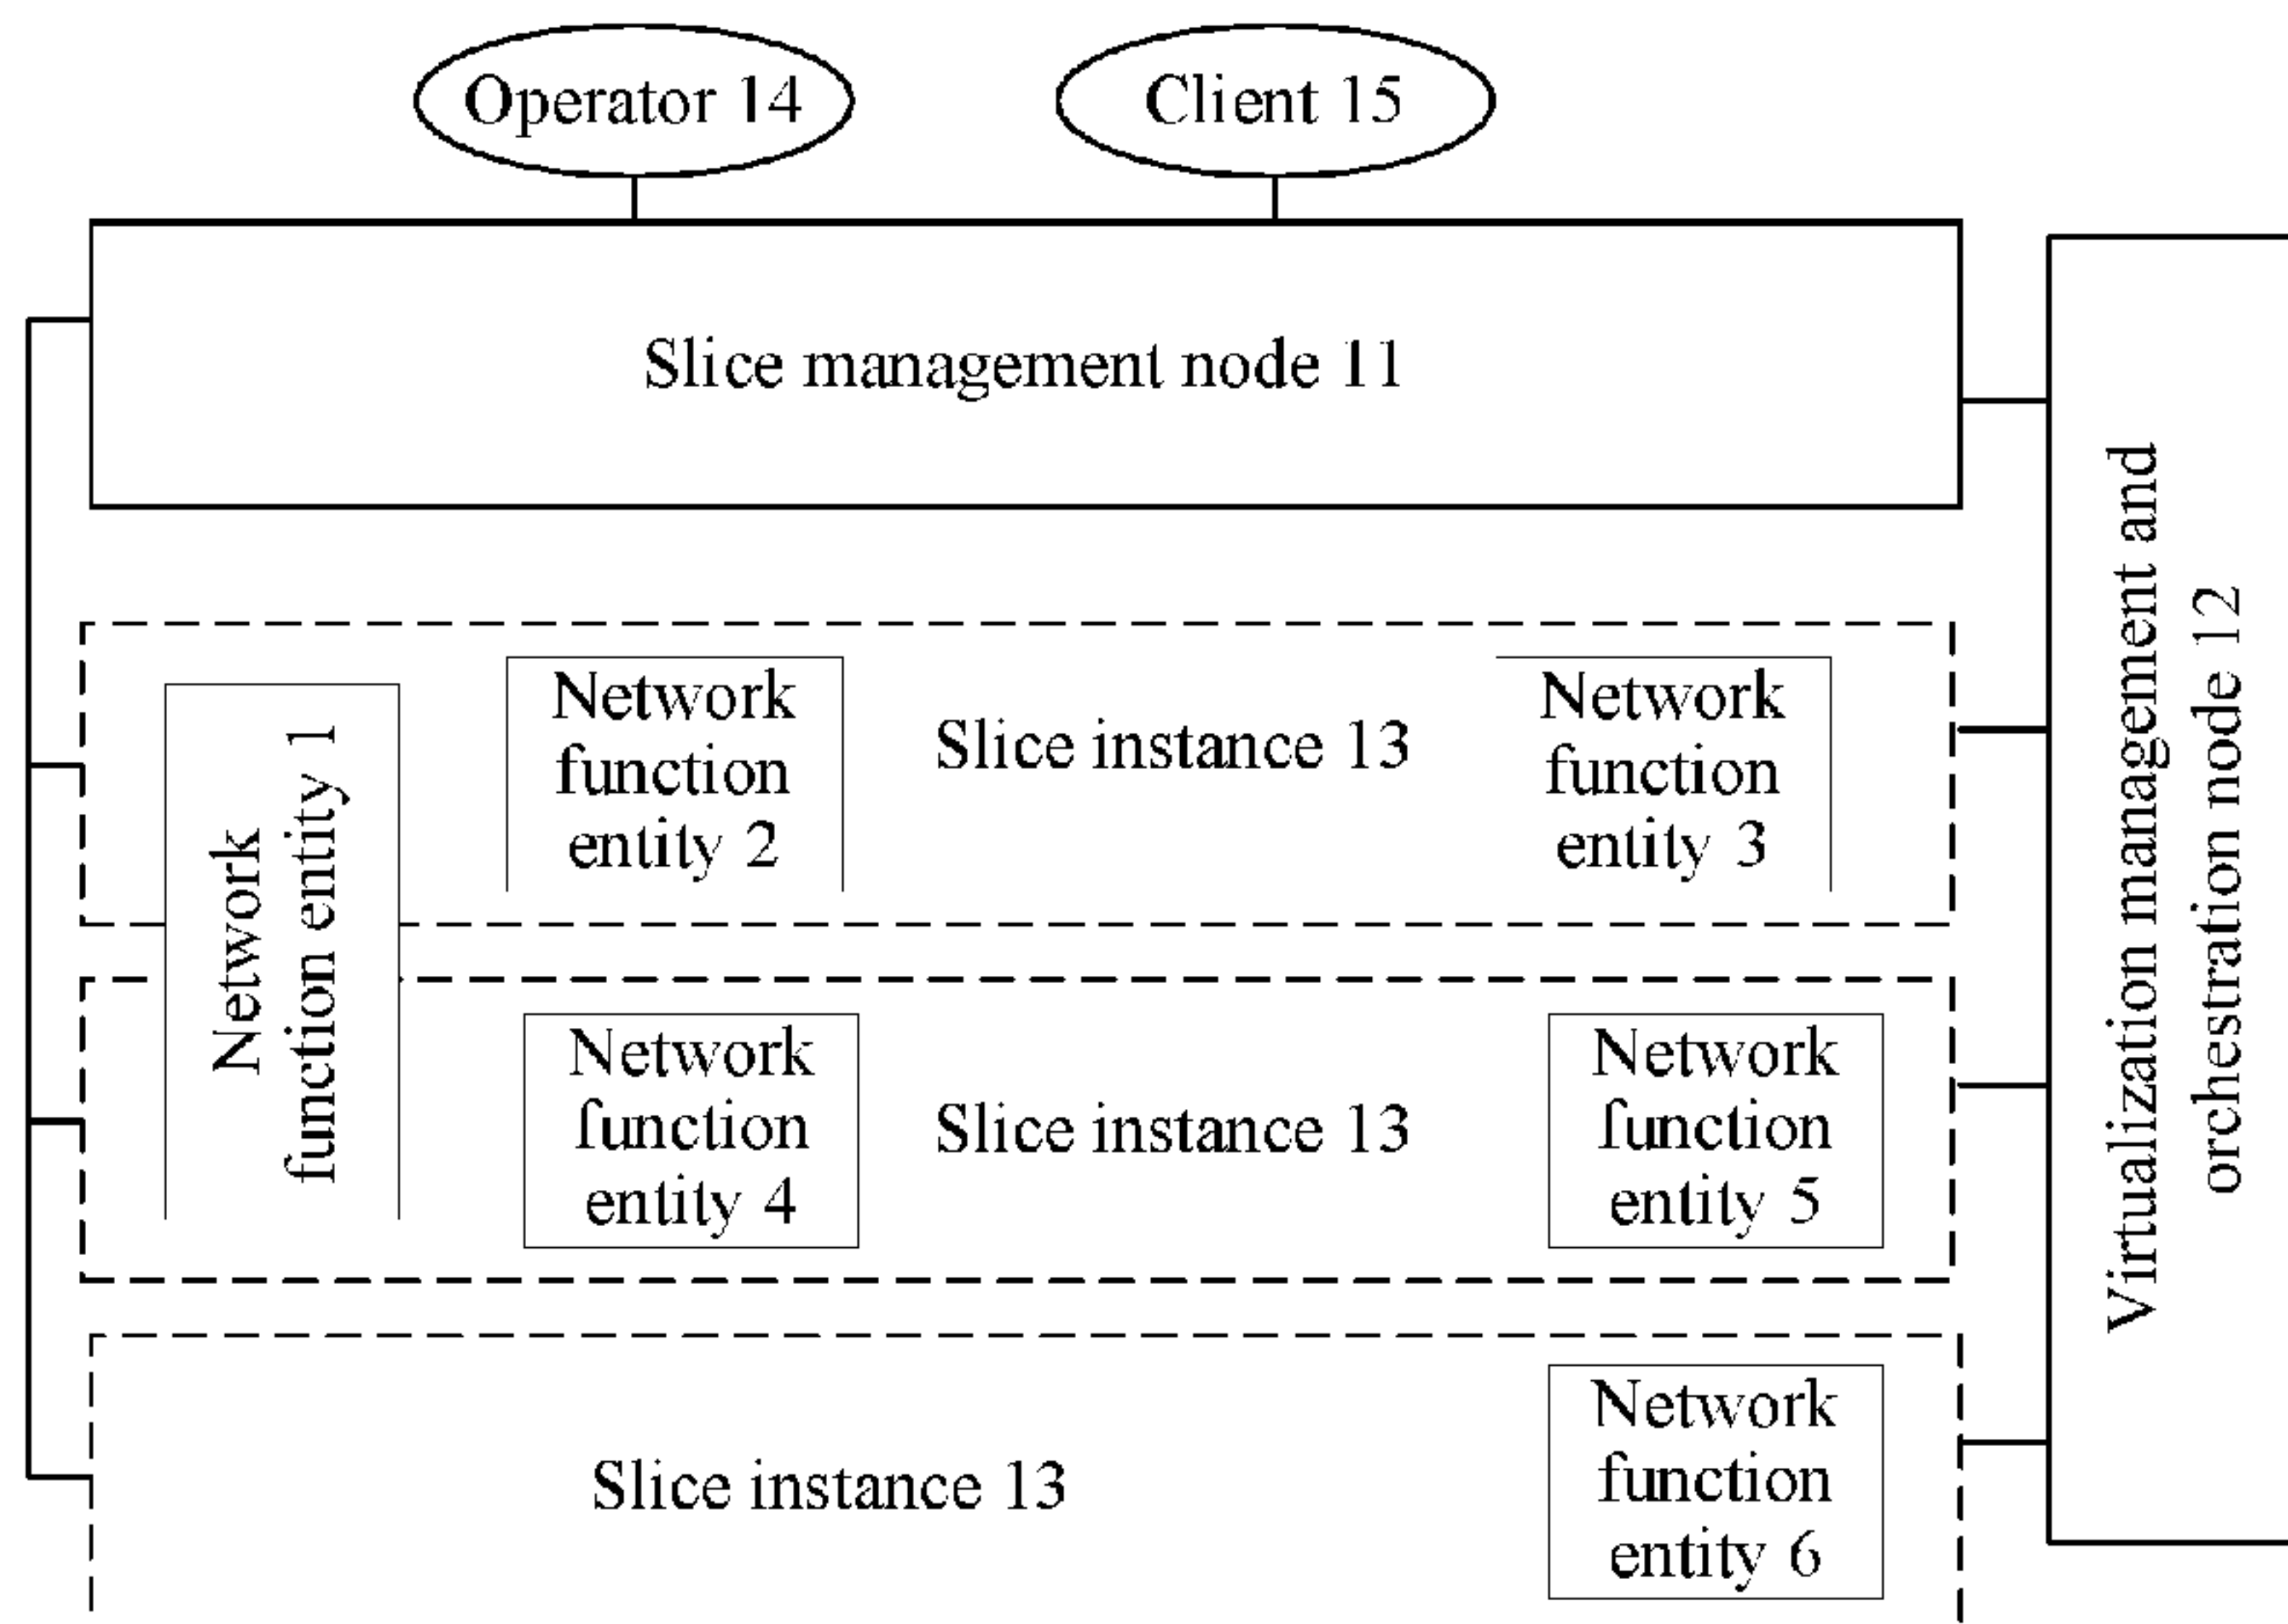 Operator 14
Client 15
Slice management node 11
Virtualization management and
orchestration node 12
Network
function entity 1
Network
function
entity 2
Slice instance 13
Network
function
entity 3
Network
function
entity 4
Slice instance 13
Network
function
entity 5
Slice instance 13
Network
function
entity 6